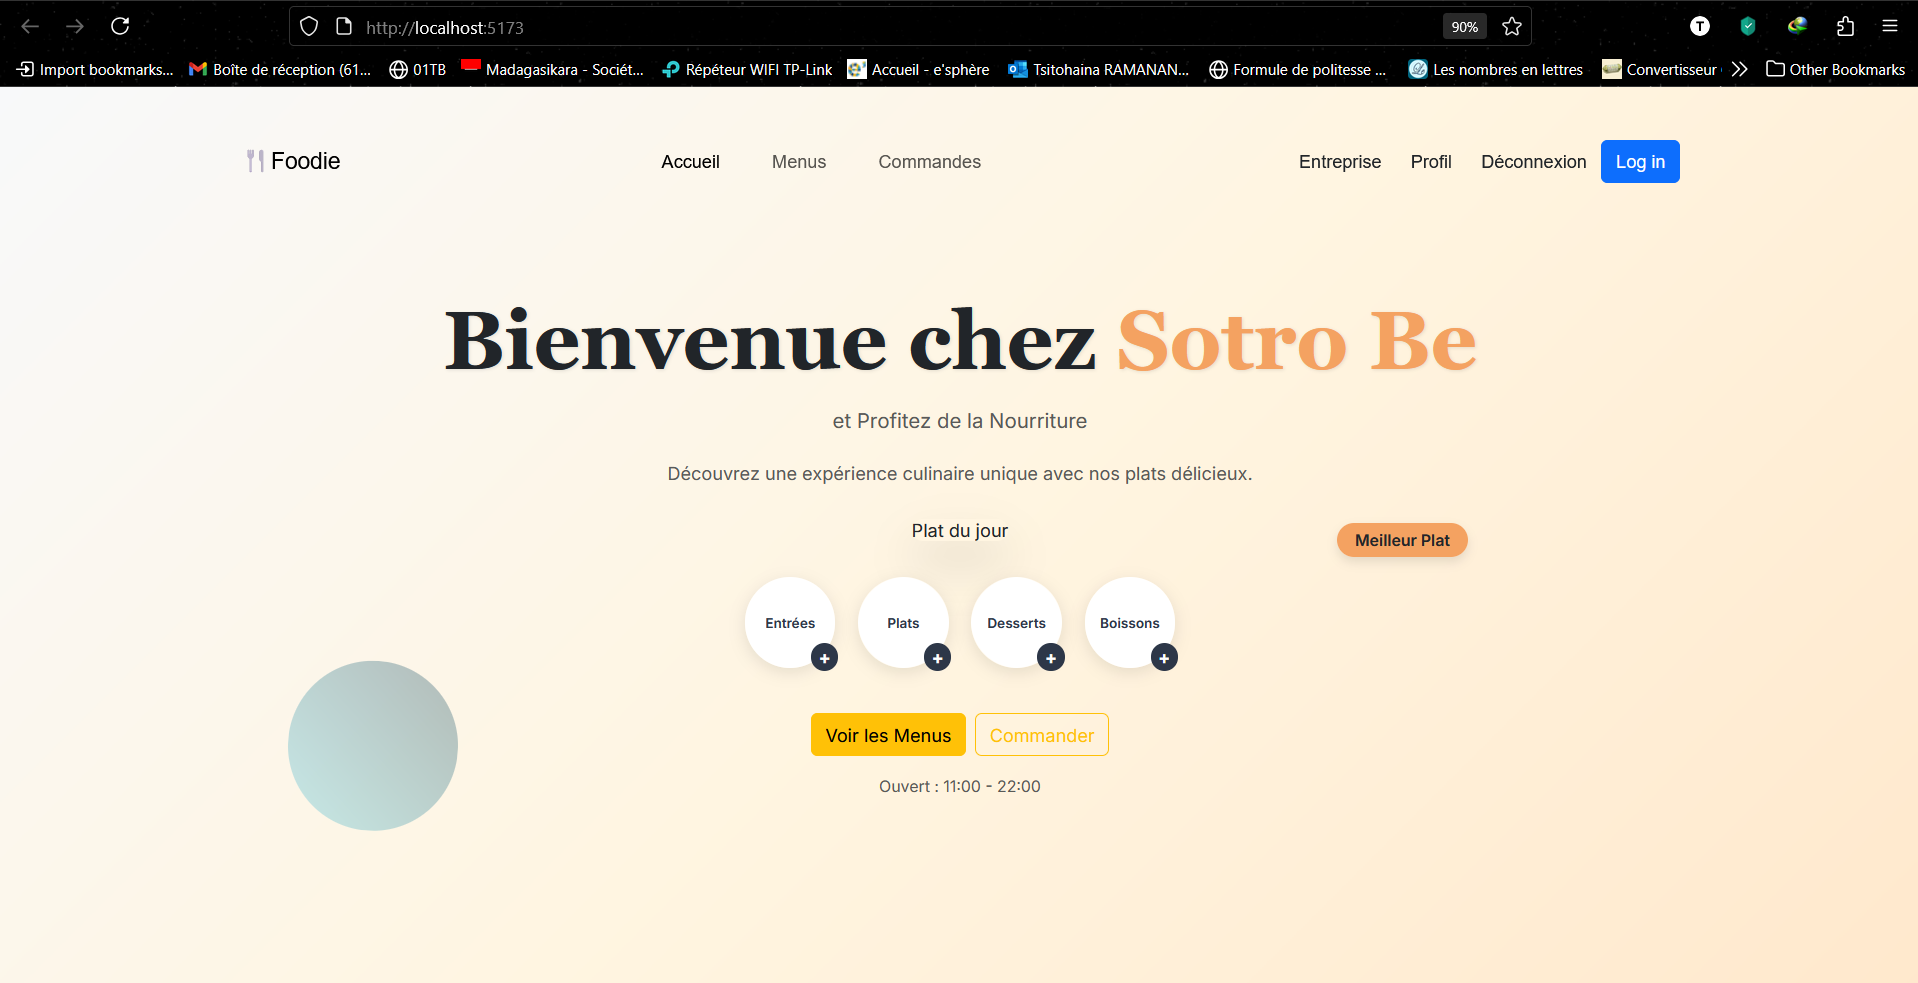 http://localhost:5173
90%
T
Import bookmarks...
Boîte de réception (61...
01TB
Madagasikara - Sociét...
Répéteur WIFI TP-Link
Accueil - e'sphère
Tsitohaina RAMANAN...
Formule de politesse ...
Les nombres en lettres
Convertisseur
Other Bookmarks
Foodie
Accueil
Menus
Commandes
Entreprise
Profil
Déconnexion
Log in
Bienvenue chez Sotro Be
et Profitez de la Nourriture
Découvrez une expérience culinaire unique avec nos plats délicieux.
Plat du jour
Meilleur Plat
Entrées
+
Plats
+
Desserts
+
Boissons
+
Voir les Menus
Commander
Ouvert : 11:00 - 22:00